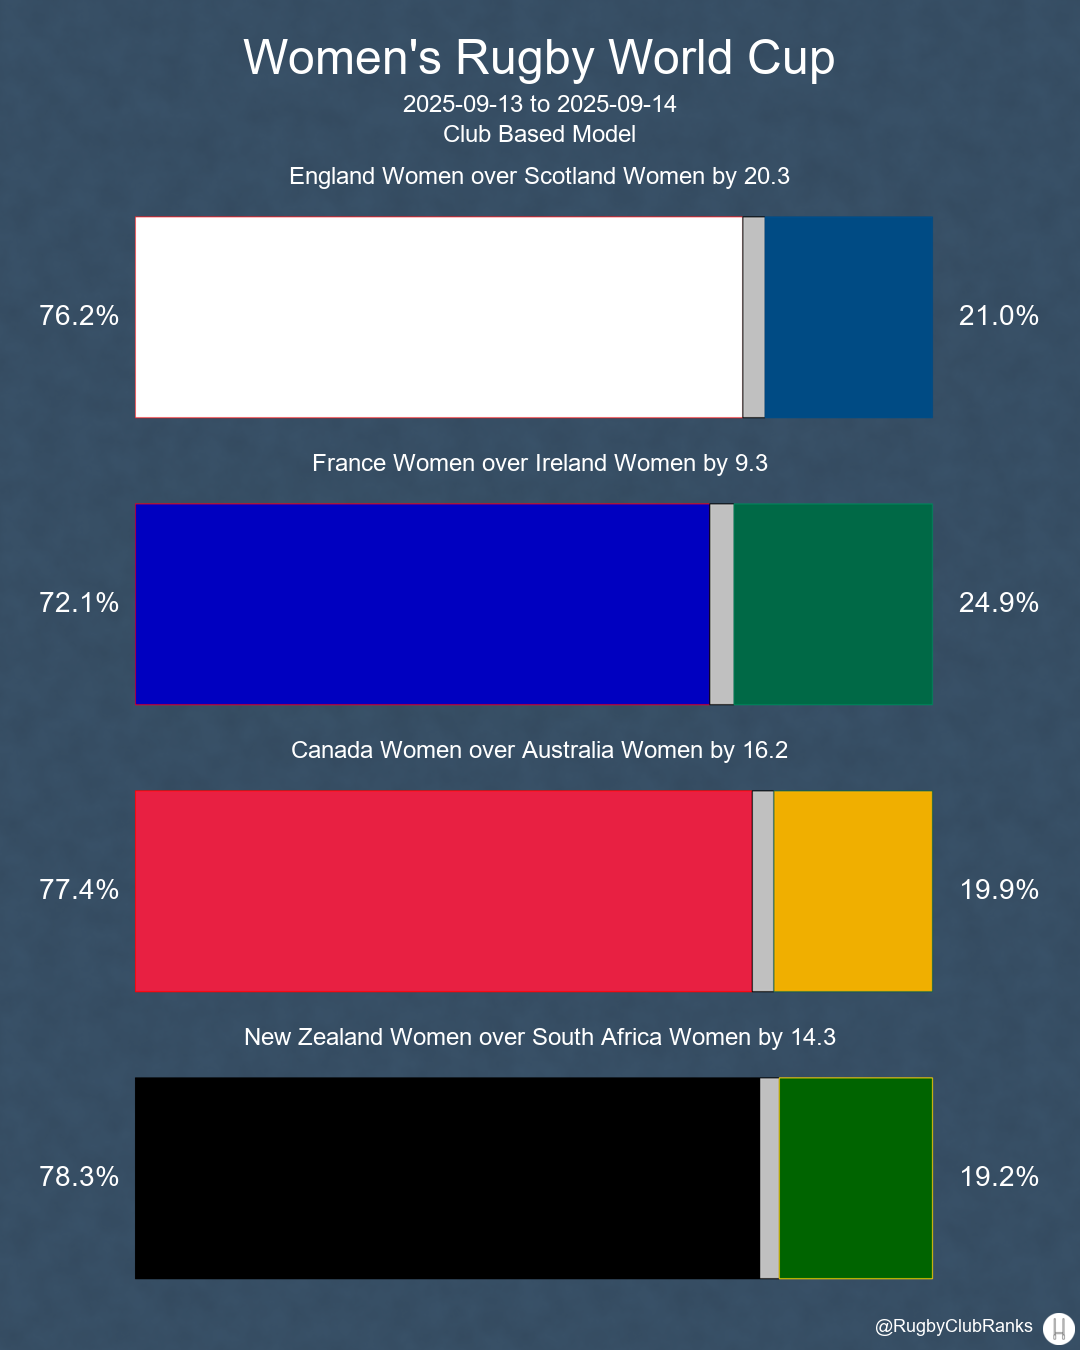 Women's Rugby World Cup
2025-09-13 to 2025-09-14
Club Based Model
England Women over Scotland Women by 20.3
76.2%
21.0%
France Women over Ireland Women by 9.3
72.1%
24.9%
Canada Women over Australia Women by 16.2
77.4%
19.9%
New Zealand Women over South Africa Women by 14.3
78.3%
19.2%
@RugbyClubRanks